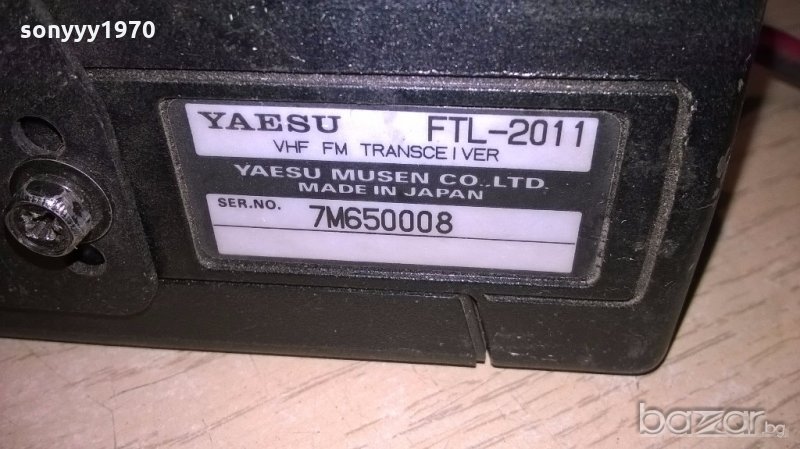 sonyyy1970
YAESU FTL-2011
VHF FM TRANSCEIVER
YAESU MUSEN CO.,LTD.
MADE IN JAPAN
SER.NO. 7M650008
bazar.bg